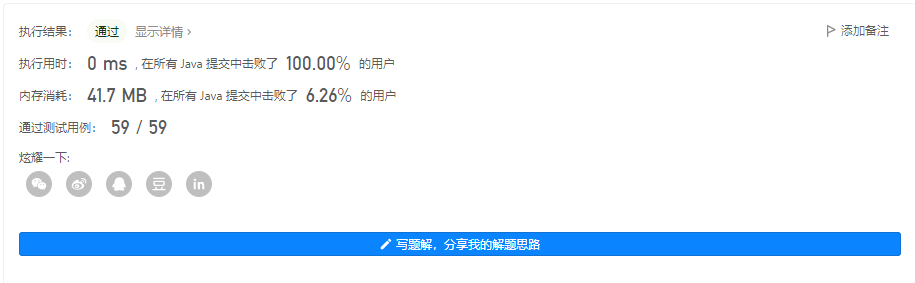 执行结果： 通过 显示详情 › 添加备注
执行用时： 0 ms , 在所有 Java 提交中击败了 100.00% 的用户
内存消耗： 41.7 MB , 在所有 Java 提交中击败了 6.26% 的用户
通过测试用例： 59 / 59
炫耀一下:
豆 in
写题解，分享我的解题思路